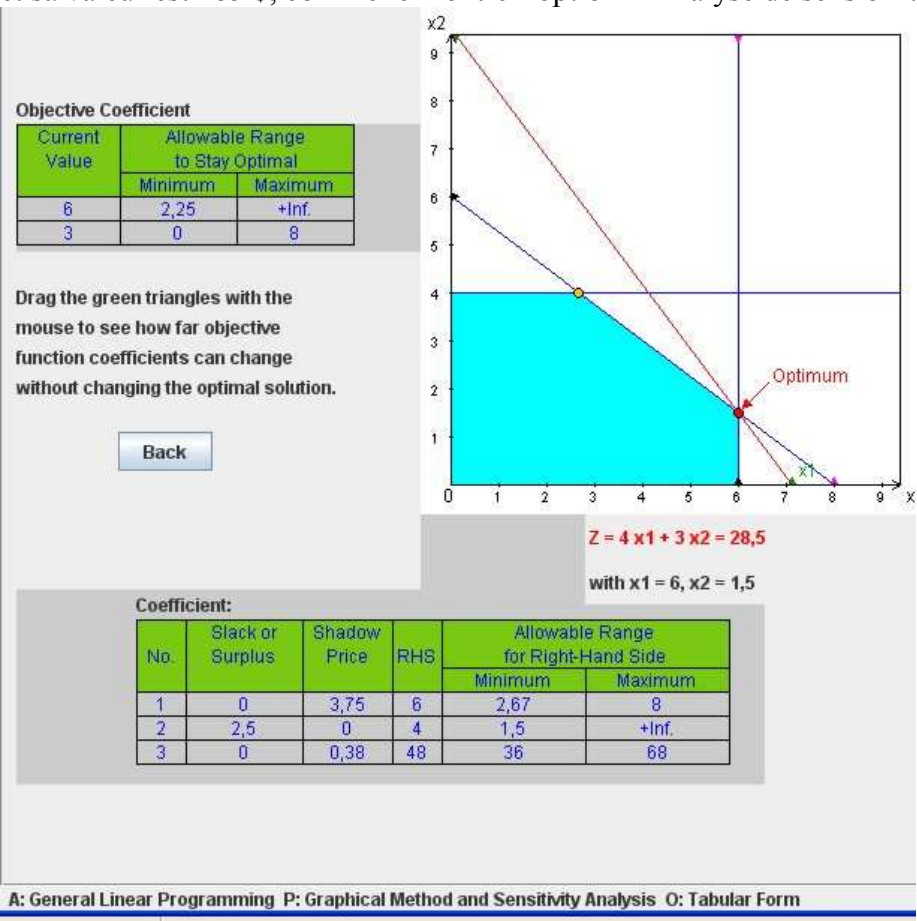 Objective Coefficient
Current Value Allowable Range to Stay Optimal
Minimum Maximum
6 2,25 +Inf.
3 0 8
Drag the green triangles with the
mouse to see how far objective
function coefficients can change
without changing the optimal solution.
Back
x2
9
8
7
6
5
4
3
2
1
0 1 2 3 4 5 6 7 8 9 X
Optimum
x1
Z = 4 x1 + 3 x2 = 28,5
with x1 = 6, x2 = 1,5
Coefficient:
No. Slack or Surplus Shadow Price RHS Allowable Range for Right-Hand Side
Minimum Maximum
1 0 3,75 6 2,67 8
2 2,5 0 4 1,5 +Inf.
3 0 0,38 48 36 68
A: General Linear Programming P: Graphical Method and Sensitivity Analysis O: Tabular Form